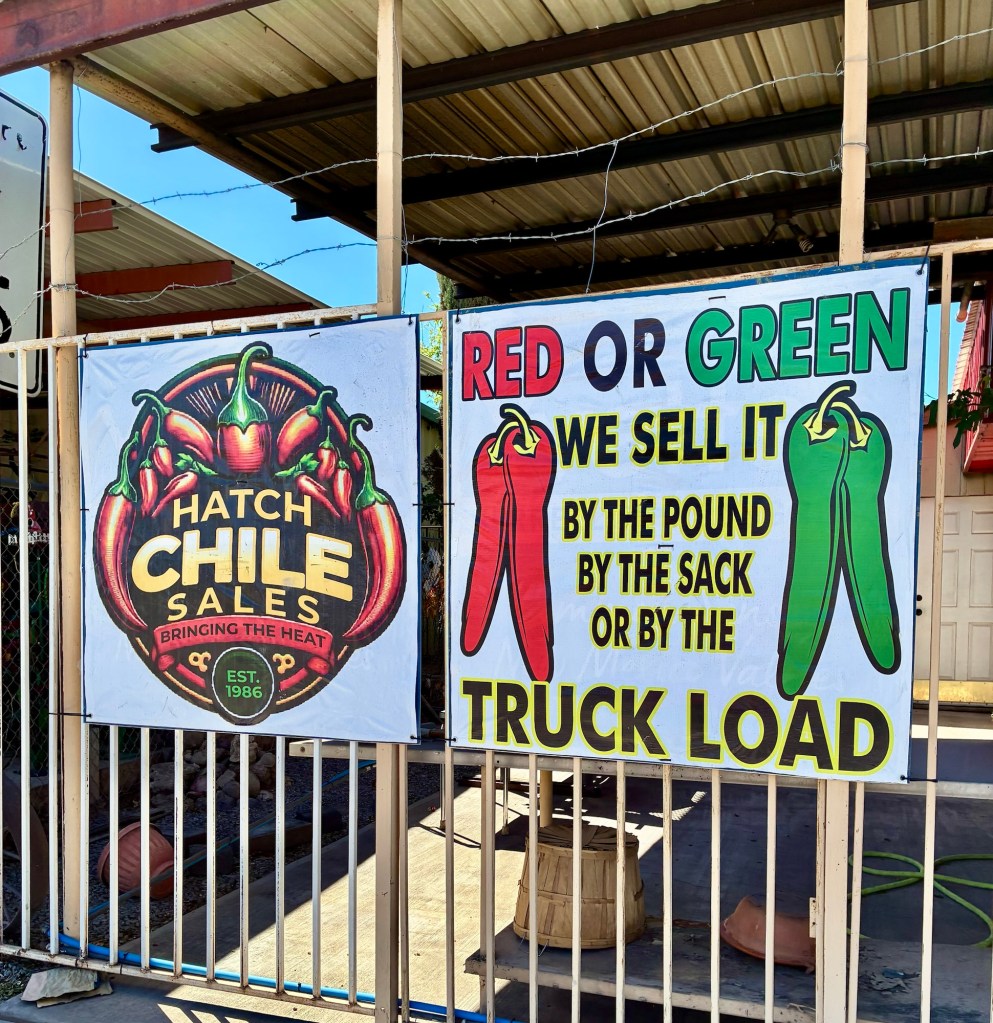 HATCH
CHILE
SALES
BRINGING THE HEAT
EST.
1986
RED OR GREEN
WE SELL IT
BY THE POUND
BY THE SACK
OR BY THE
TRUCK LOAD